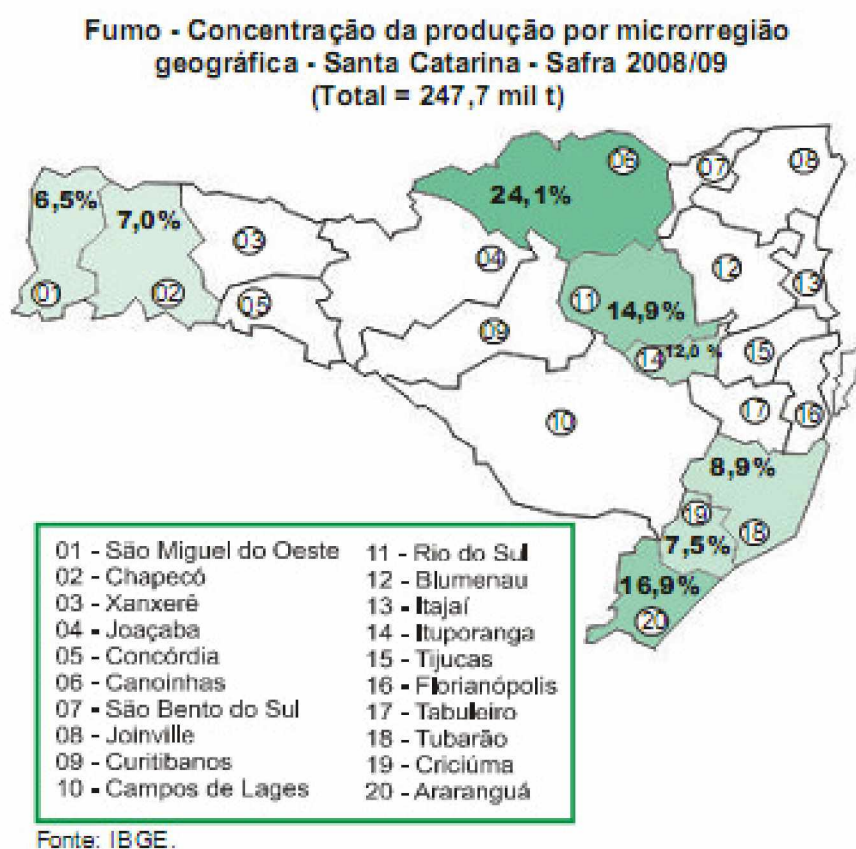 Fumo - Concentração da produção por microrregião
geográfica - Santa Catarina - Safra 2008/09
(Total = 247,7 mil t)
06
07
08
6,5%
24,1%
7,0%
03
04
12
01
02
05
11
13
14,9%
09
14
12,0 %
15
10
17
16
8,9%
19
18
7,5%
16,9%
20
01 - São Miguel do Oeste
02 - Chapecó
03 - Xanxerê
04 - Joaçaba
05 - Concórdia
06 - Canoinhas
07 - São Bento do Sul
08 - Joinville
09 - Curitibanos
10 - Campos de Lages
11 - Rio do Sul
12 - Blumenau
13 - Itajaí
14 - Ituporanga
15 - Tijucas
16 - Florianópolis
17 - Tabuleiro
18 - Tubarão
19 - Criciúma
20 - Araranguá
Fonte: IBGE.